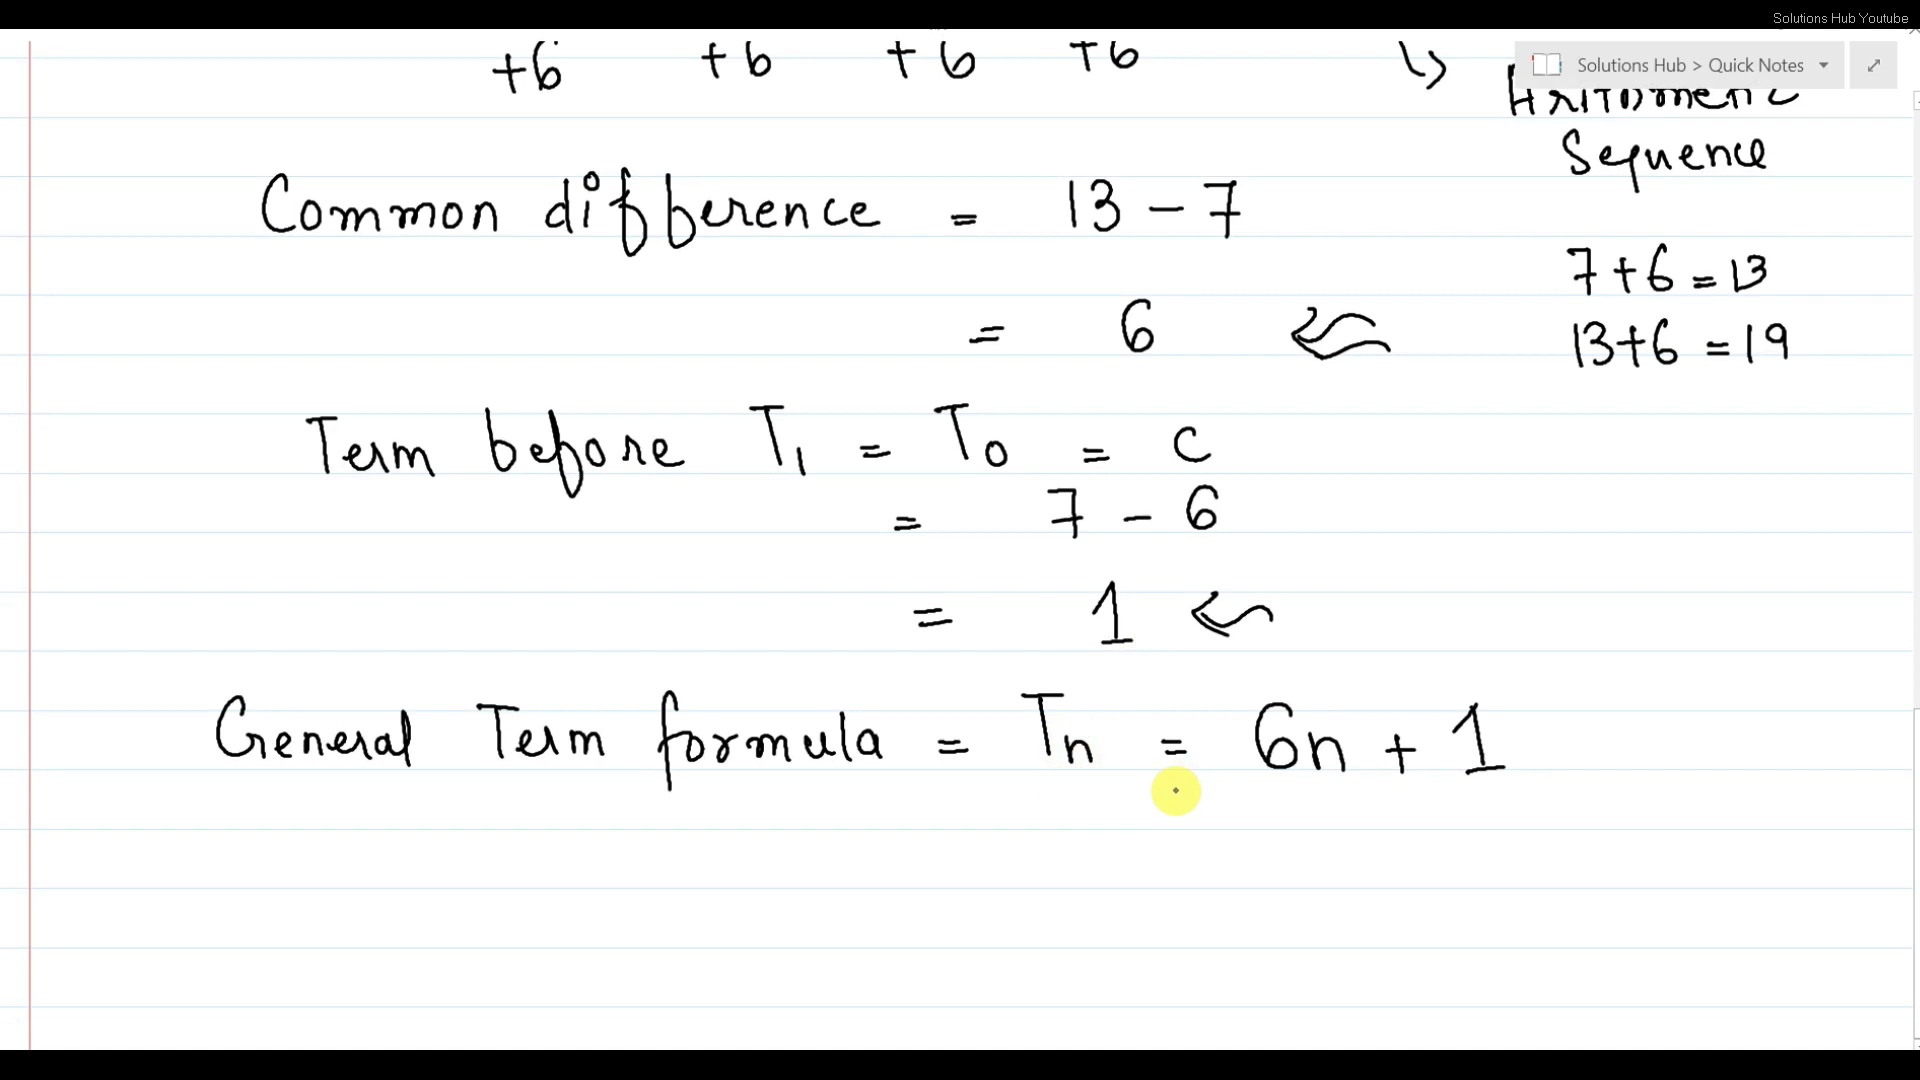 Solutions Hub Youtube
+6 +6 +6 +6 ↳
Solutions Hub > Quick Notes
Arithmetic
Sequence
Common difference = 13 - 7
7+6=13
= 6
13+6=19
Term before T₁ = T₀ = c
= 7 - 6
= 1
General Term formula = Tn = 6n + 1